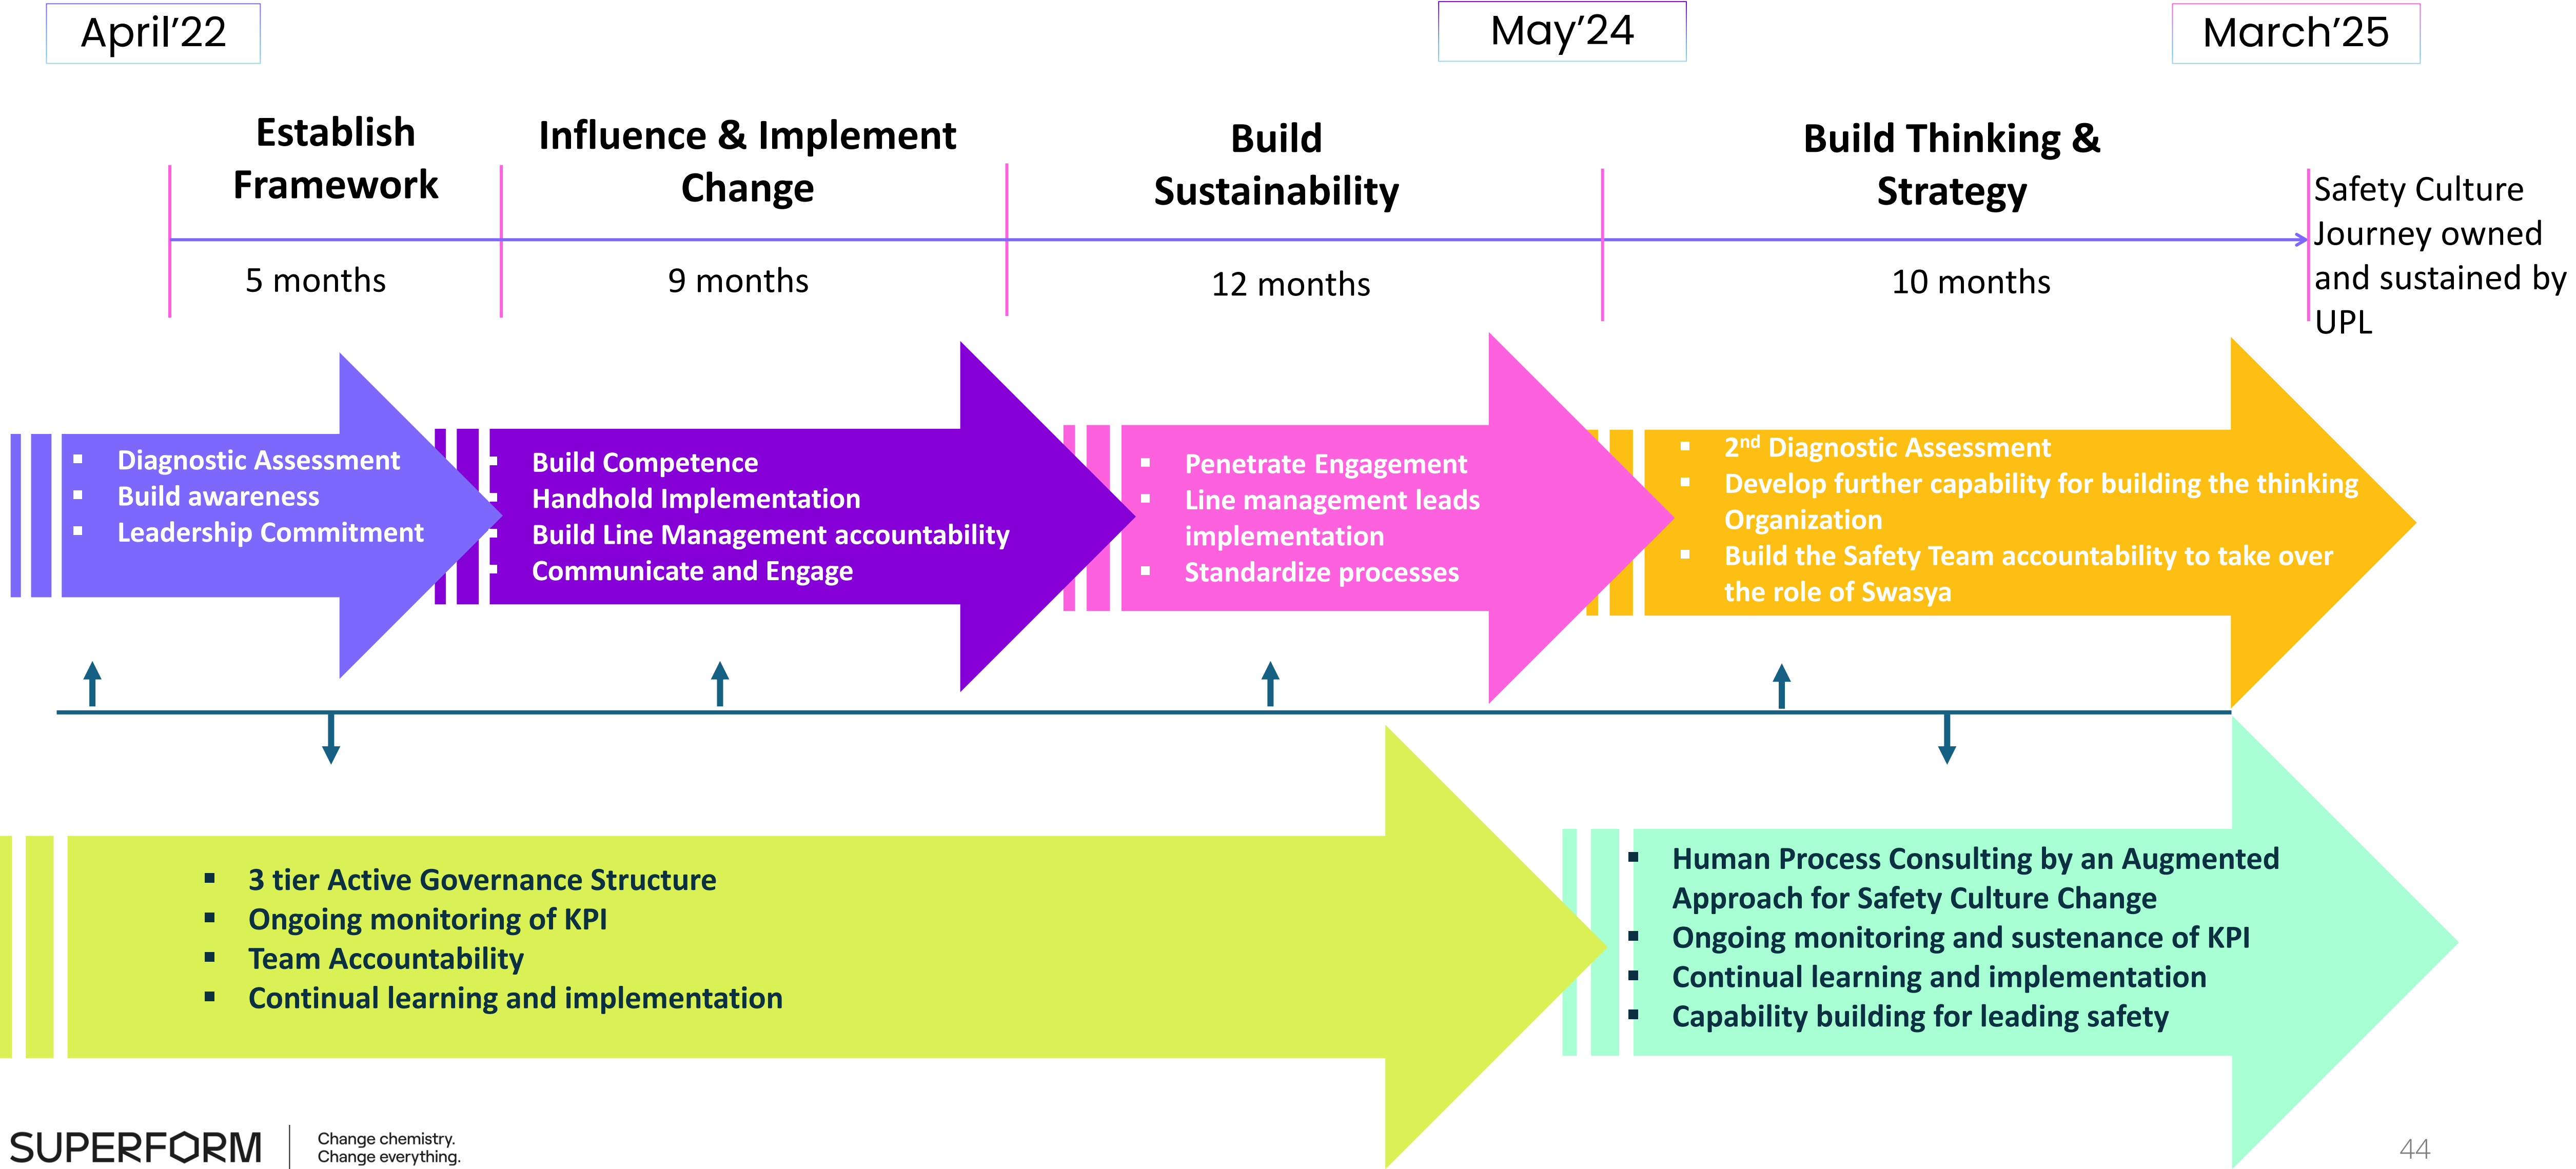 April’22
May’24
March’25
Establish
Framework
Influence & Implement
Change
Build
Sustainability
Build Thinking &
Strategy
5 months
9 months
12 months
10 months
Safety Culture
Journey owned
and sustained by
UPL
▪ Diagnostic Assessment
▪ Build awareness
▪ Leadership Commitment
▪ Build Competence
▪ Handhold Implementation
▪ Build Line Management accountability
▪ Communicate and Engage
▪ Penetrate Engagement
▪ Line management leads
implementation
▪ Standardize processes
▪ 2nd Diagnostic Assessment
▪ Develop further capability for building the thinking
Organization
▪ Build the Safety Team accountability to take over
the role of Swasya
▪ 3 tier Active Governance Structure
▪ Ongoing monitoring of KPI
▪ Team Accountability
▪ Continual learning and implementation
▪ Human Process Consulting by an Augmented
Approach for Safety Culture Change
▪ Ongoing monitoring and sustenance of KPI
▪ Continual learning and implementation
▪ Capability building for leading safety
SUPERFORM
Change chemistry.
Change everything.
44